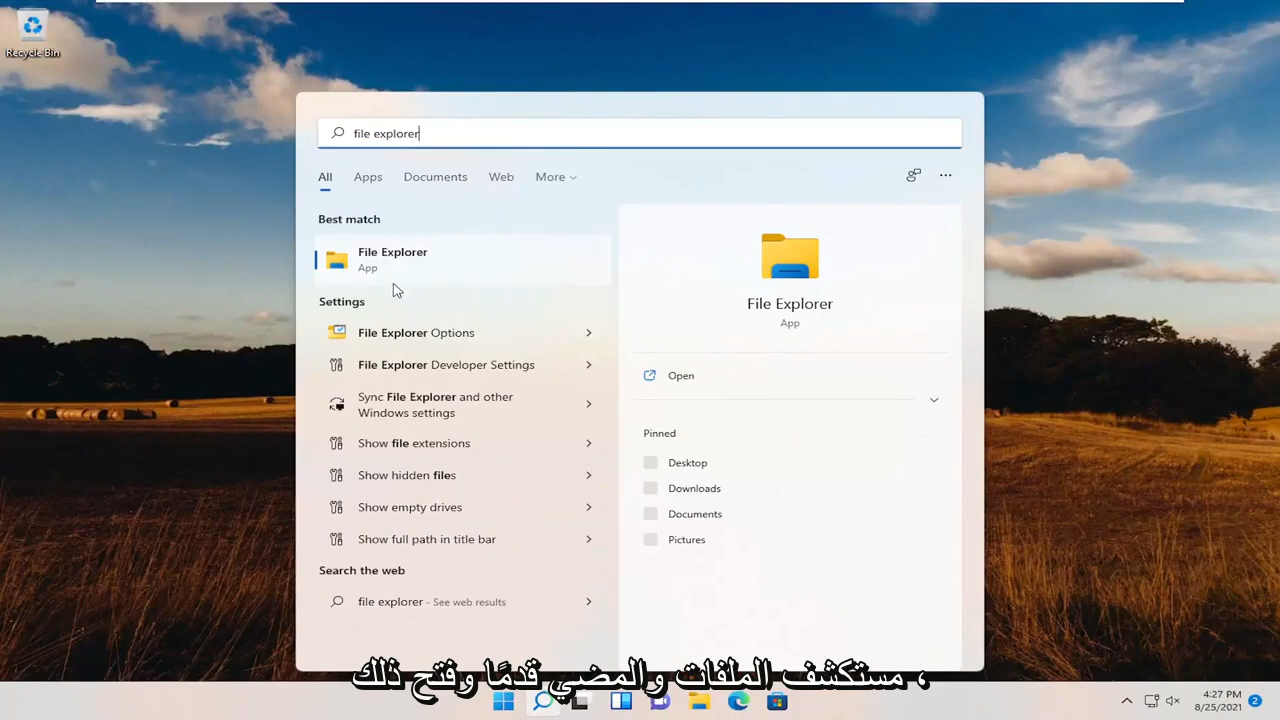 Recycle Bin
file explorer
All Apps Documents Web More
Best match
File Explorer
App
Settings
File Explorer Options
File Explorer Developer Settings
Sync File Explorer and other
Windows settings
Show file extensions
Show hidden files
Show empty drives
Show full path in title bar
Search the web
file explorer - See web results
File Explorer
App
Open
Pinned
Desktop
Downloads
Documents
Pictures
، مستكشف الملفات والمضي قدمًا وفتح ذلك
4:27 PM
8/25/2021
2